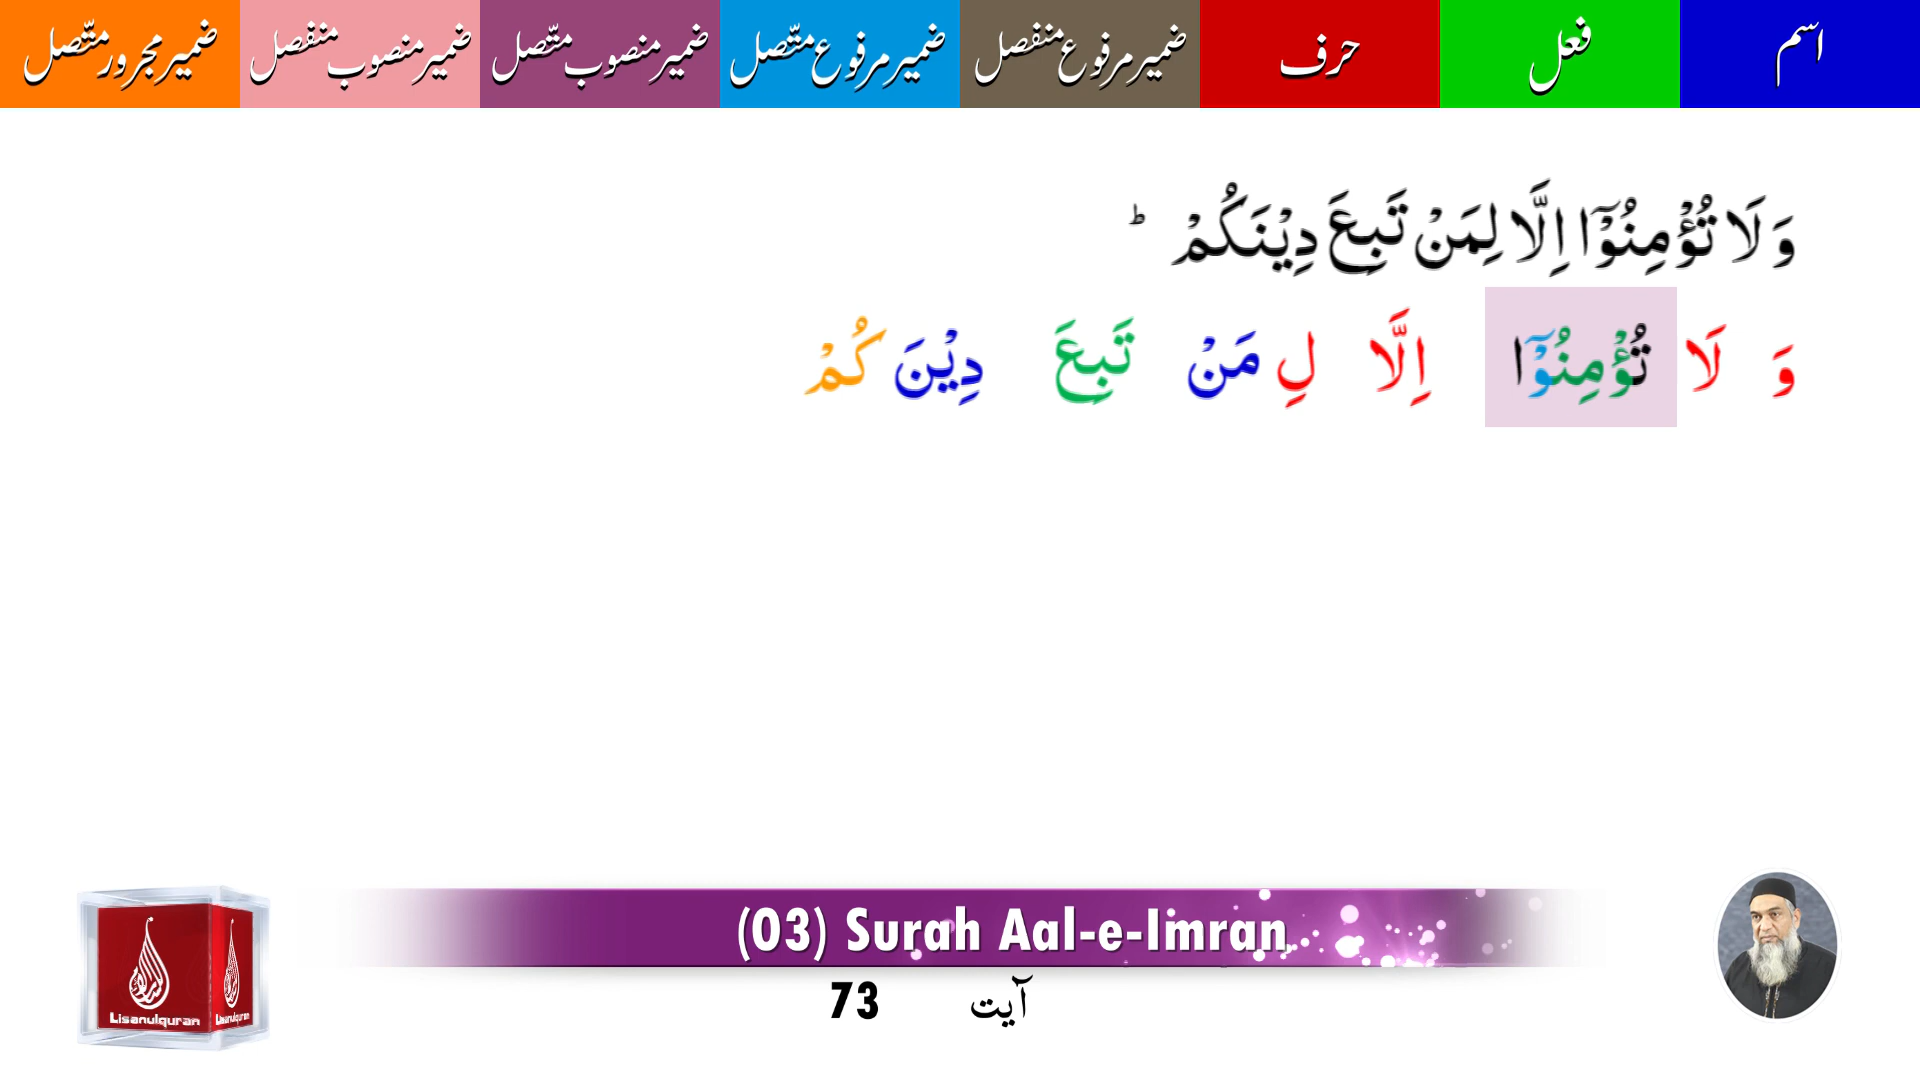 اسم فعل حرف ضمیر مرفوع منفصل ضمیر مرفوع متّصل ضمیر منصوب متّصل ضمیر منصوب منفصل ضمیر مجرور متّصل
وَلَا تُؤْمِنُوْٓا اِلَّا لِمَنْ تَبِعَ دِيْنَكُمْ ؕ
وَ لَا تُؤْمِنُوْٓا اِلَّا لِ مَنْ تَبِعَ دِيْنَ كُمْ
(03) Surah Aal-e-Imran
آیت 73
Lisanulquran Lisanulquran